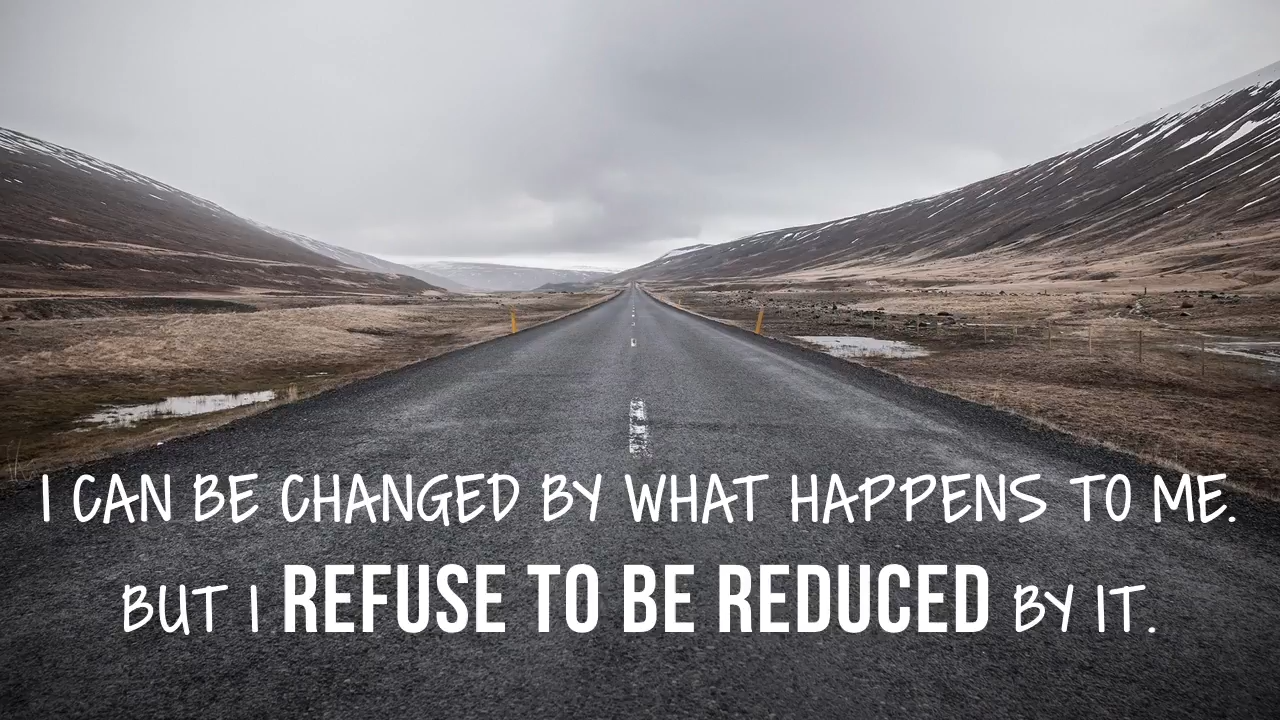 I CAN BE CHANGED BY WHAT HAPPENS TO ME.
BUT I REFUSE TO BE REDUCED BY IT.